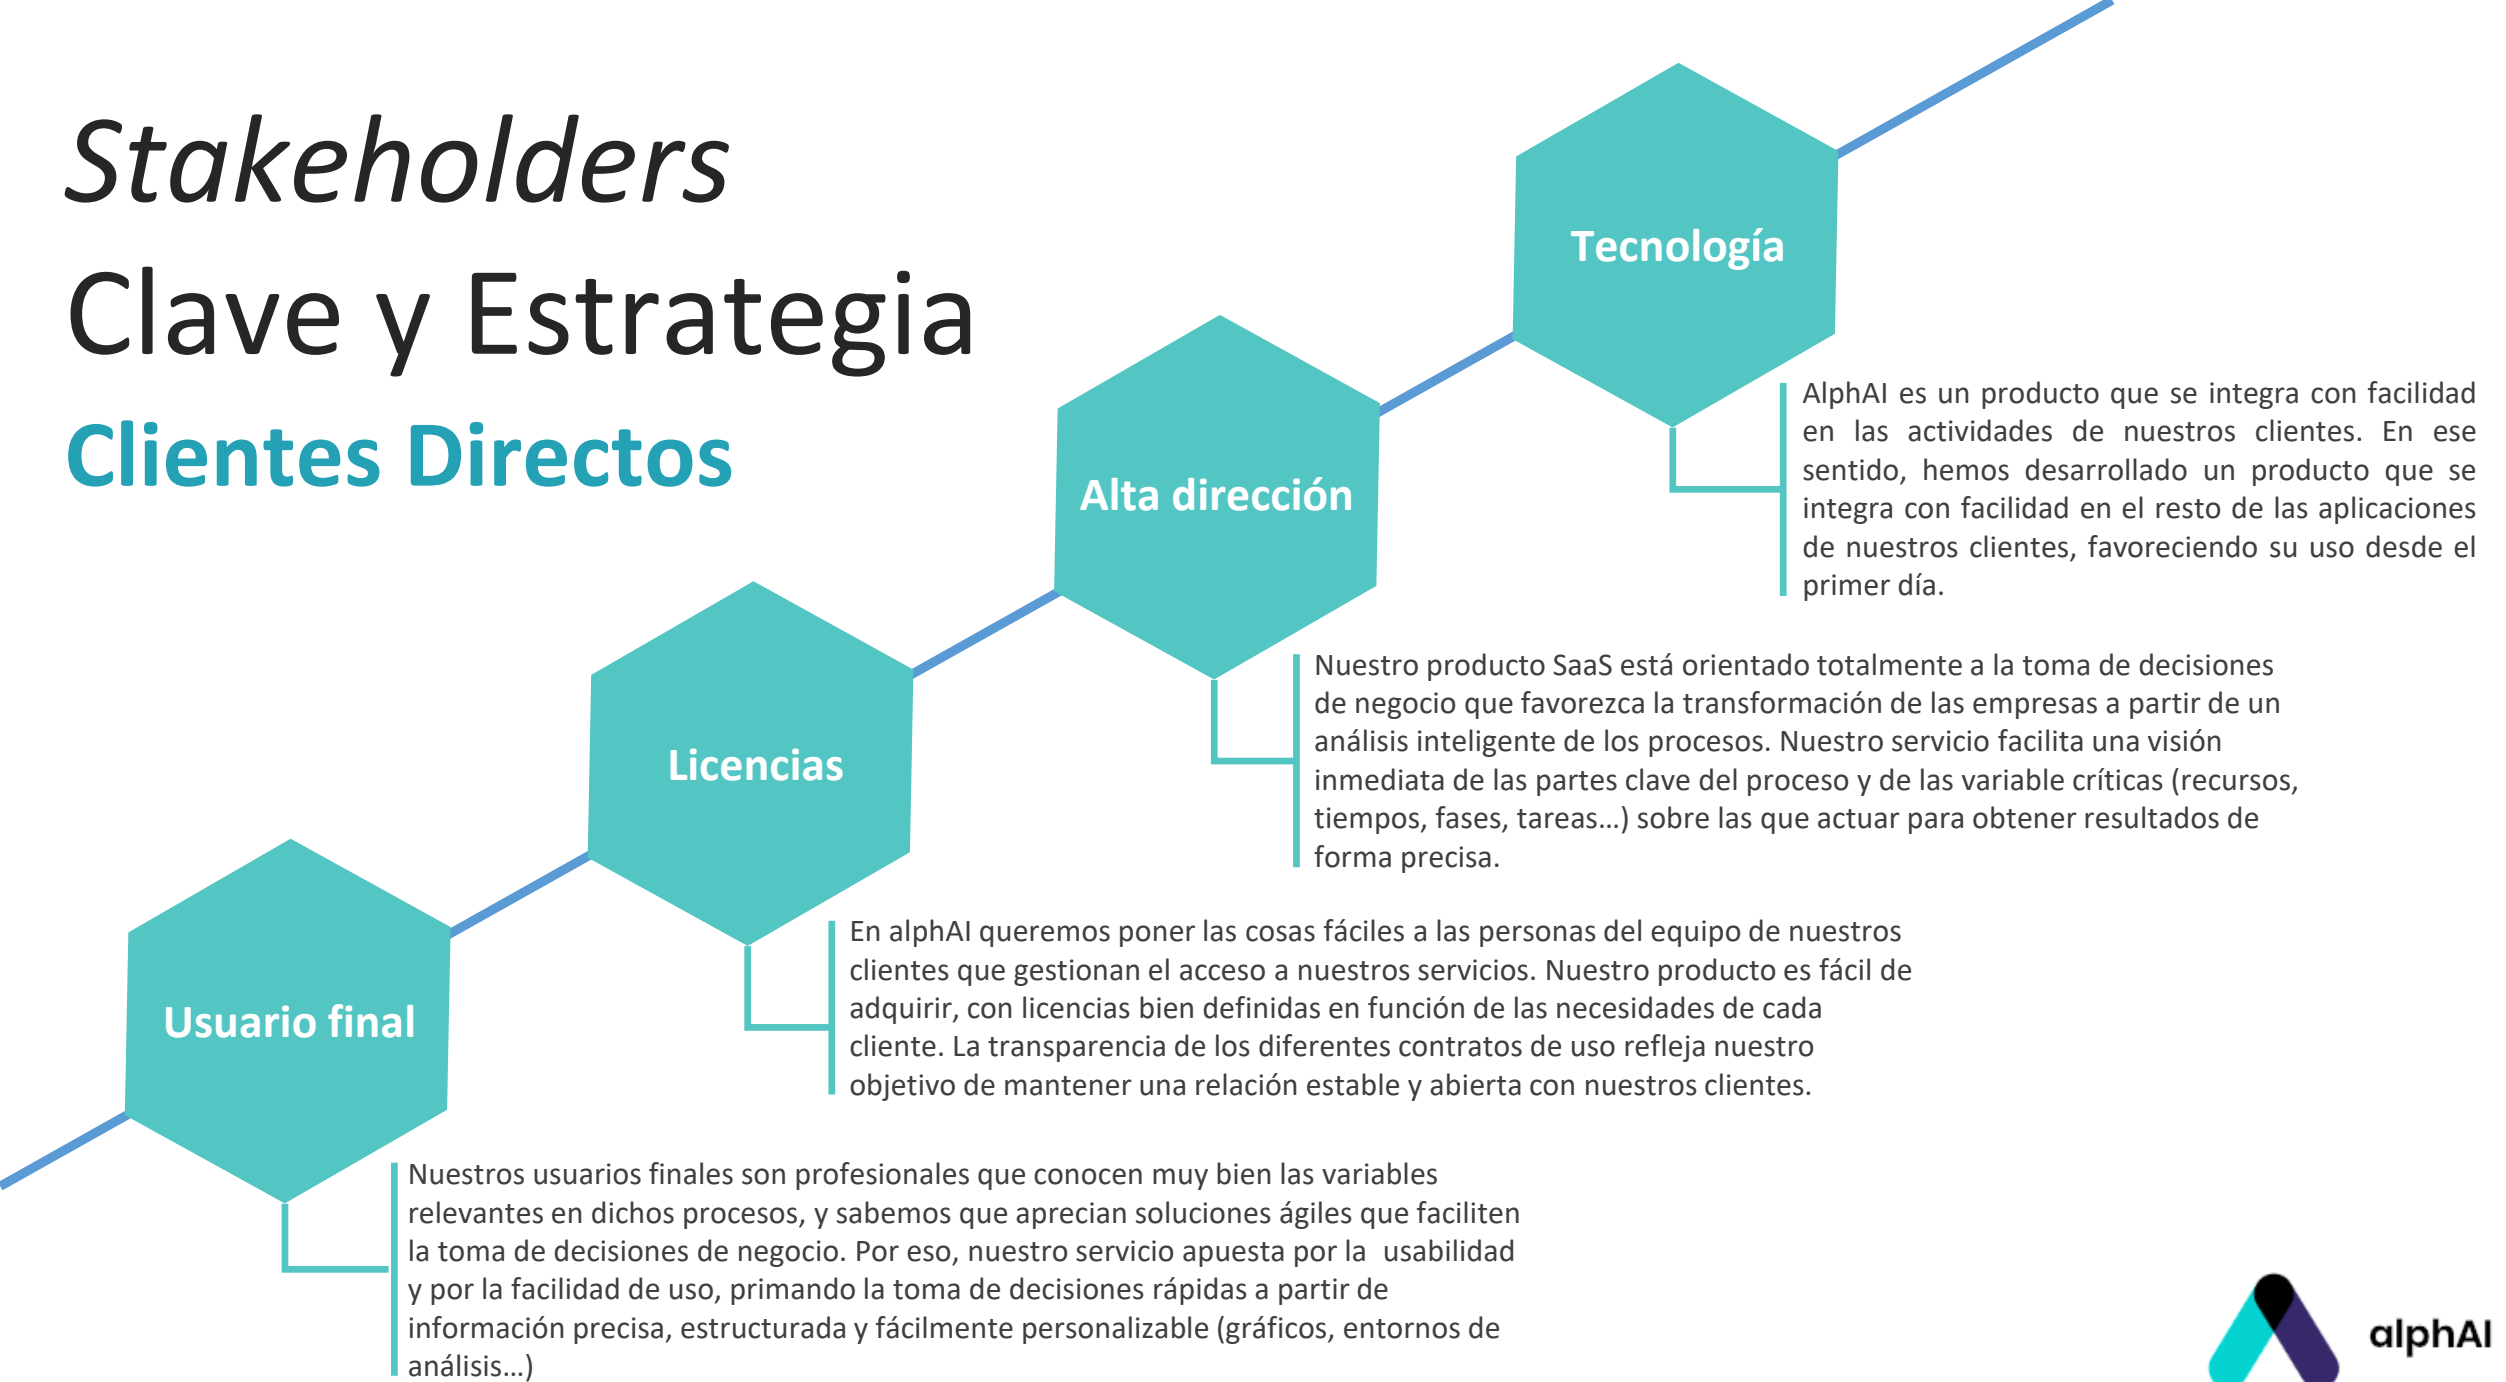 Stakeholders
Clave y Estrategia
Clientes Directos
Tecnología
AlphAI es un producto que se integra con facilidad
en las actividades de nuestros clientes. En ese
sentido, hemos desarrollado un producto que se
integra con facilidad en el resto de las aplicaciones
de nuestros clientes, favoreciendo su uso desde el
primer día.
Alta dirección
Nuestro producto SaaS está orientado totalmente a la toma de decisiones
de negocio que favorezca la transformación de las empresas a partir de un
análisis inteligente de los procesos. Nuestro servicio facilita una visión
inmediata de las partes clave del proceso y de las variable críticas (recursos,
tiempos, fases, tareas…) sobre las que actuar para obtener resultados de
forma precisa.
Licencias
En alphAI queremos poner las cosas fáciles a las personas del equipo de nuestros
clientes que gestionan el acceso a nuestros servicios. Nuestro producto es fácil de
adquirir, con licencias bien definidas en función de las necesidades de cada
cliente. La transparencia de los diferentes contratos de uso refleja nuestro
objetivo de mantener una relación estable y abierta con nuestros clientes.
Usuario final
Nuestros usuarios finales son profesionales que conocen muy bien las variables
relevantes en dichos procesos, y sabemos que aprecian soluciones ágiles que faciliten
la toma de decisiones de negocio. Por eso, nuestro servicio apuesta por la usabilidad
y por la facilidad de uso, primando la toma de decisiones rápidas a partir de
información precisa, estructurada y fácilmente personalizable (gráficos, entornos de
análisis…)
alphAI